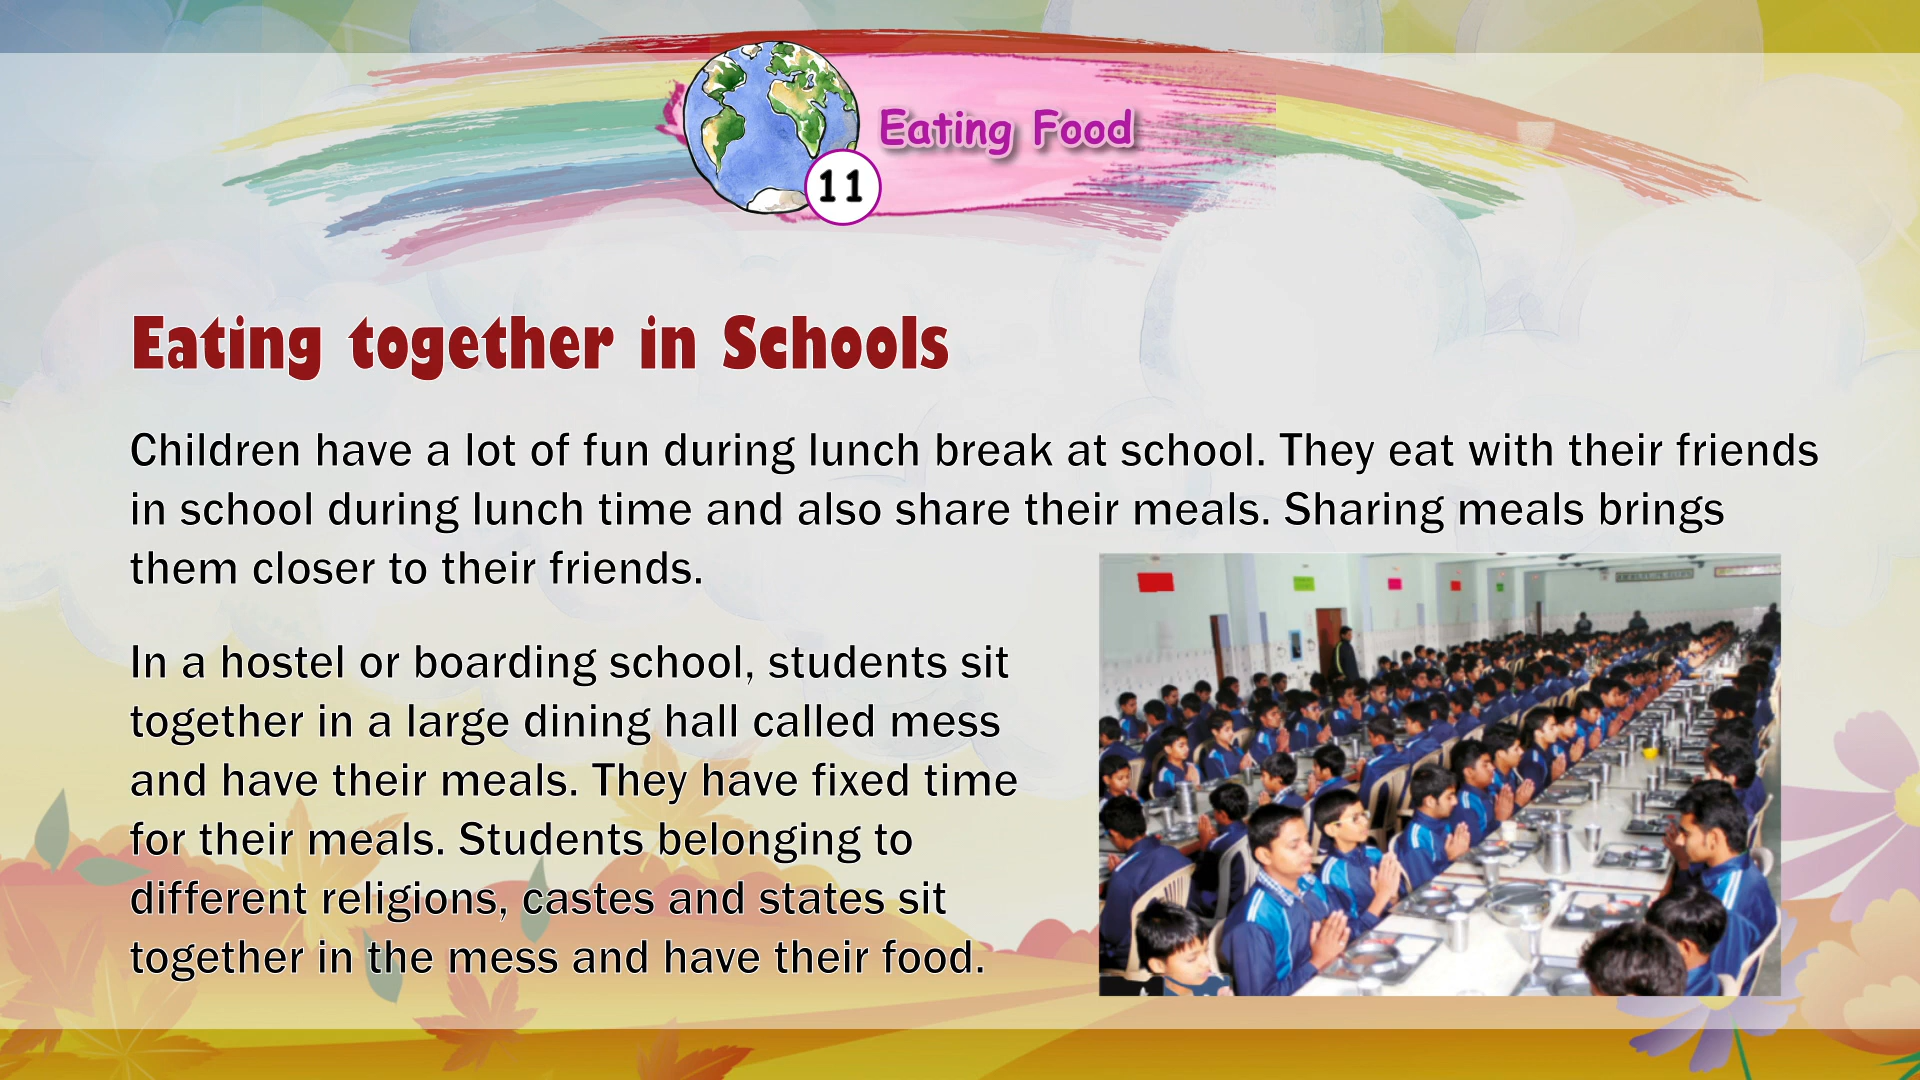 Eating Food
11
Eating together in Schools
Children have a lot of fun during lunch break at school. They eat with their friends
in school during lunch time and also share their meals. Sharing meals brings
them closer to their friends.
In a hostel or boarding school, students sit
together in a large dining hall called mess
and have their meals. They have fixed time
for their meals. Students belonging to
different religions, castes and states sit
together in the mess and have their food.